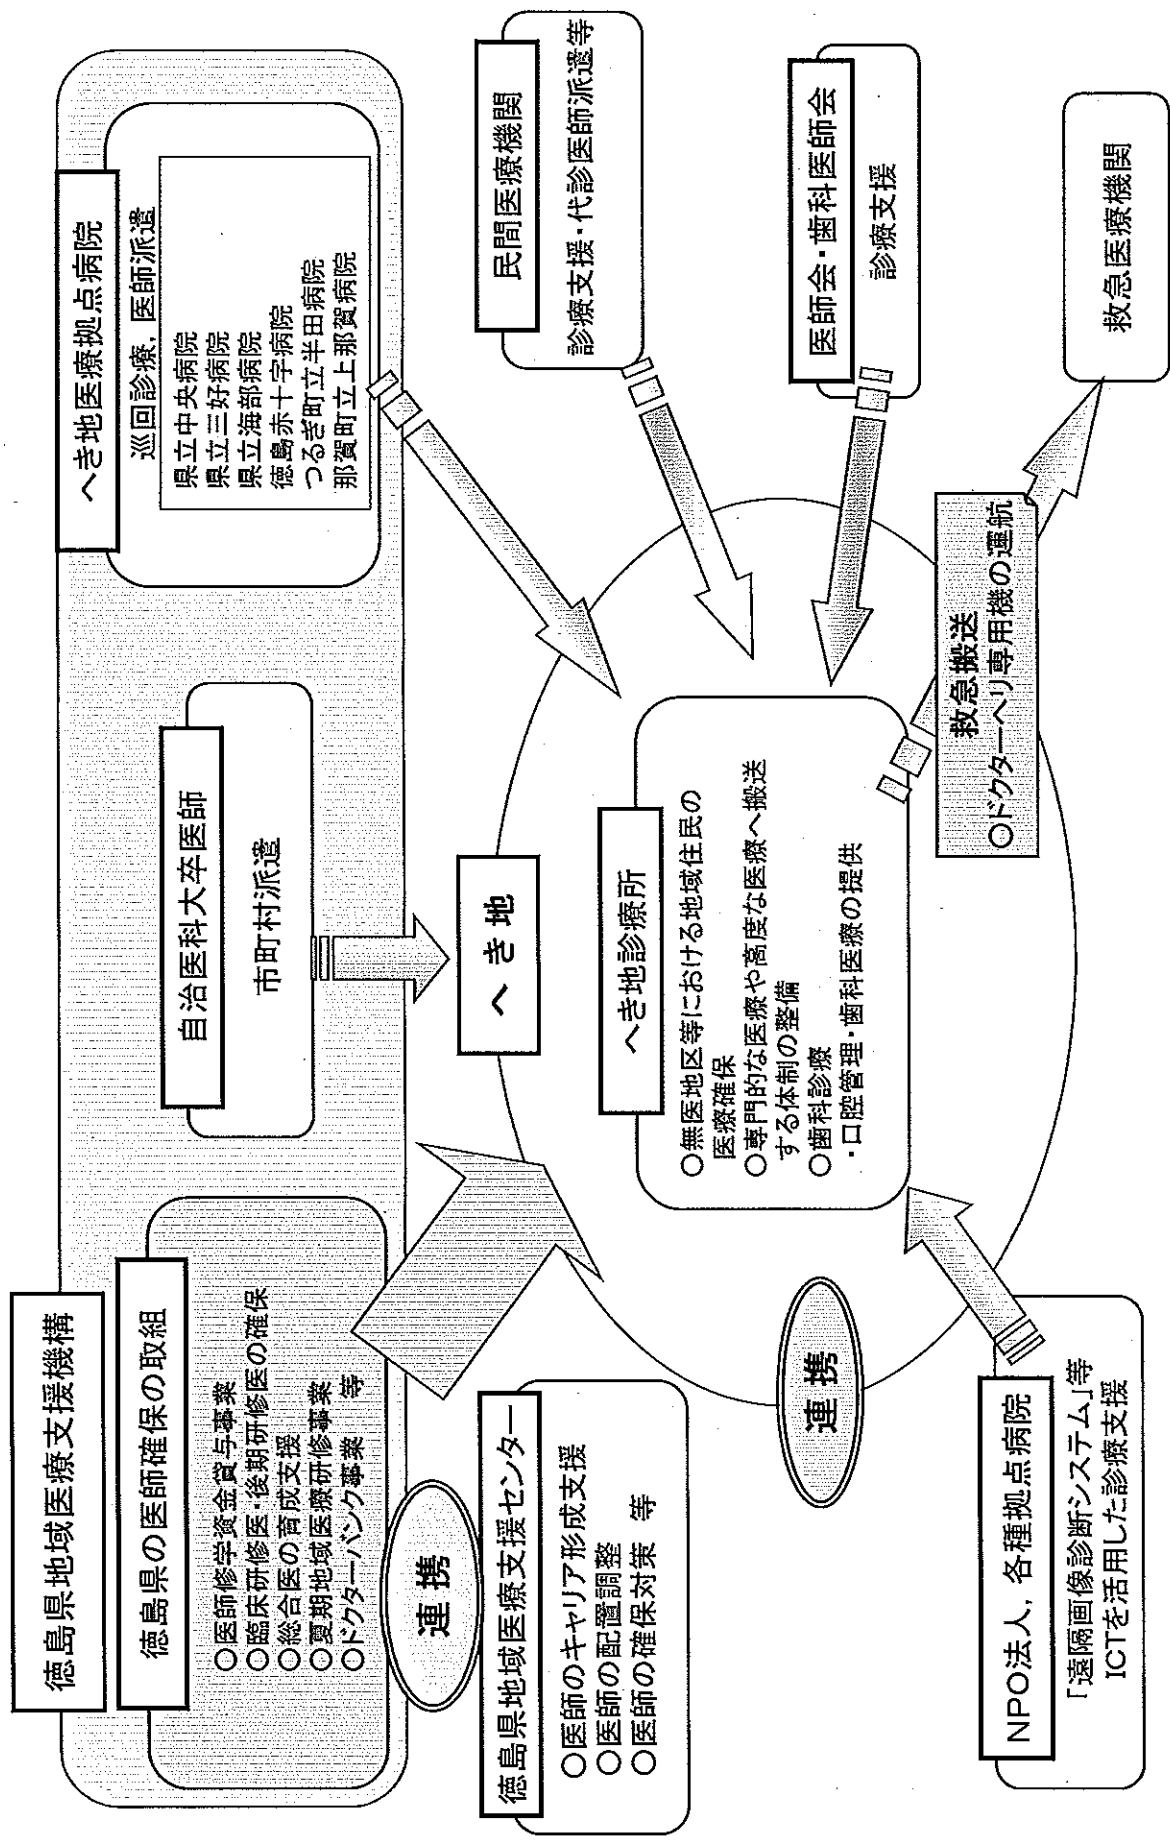 徳島県地域医療支援機構
徳島県の医師確保の取組
○医師修学資金貸与事業
○臨床研修医・後期研修医の確保
○総合医の育成支援
○夏期地域医療研修事業
○ドクターバンク事業 等
自治医科大卒医師
市町村派遣
へき地医療拠点病院
巡回診療，医師派遣
県立中央病院
県立三好病院
県立海部病院
徳島赤十字病院
つるぎ町立半田病院
那賀町立上那賀病院
連 携
徳島県地域医療支援センター
○医師のキャリア形成支援
○医師の配置調整
○医師の確保対策 等
へ き 地
へき地診療所
○無医地区等における地域住民の
医療確保
○専門的な医療や高度な医療へ搬送
する体制の整備
○歯科診療
・口腔管理・歯科医療の提供
民間医療機関
診療支援・代診医師派遣等
医師会・歯科医師会
診療支援
連 携
救急搬送
○ドクターヘリ専用機の運航
救急医療機関
NPO法人，各種拠点病院
「遠隔画像診断システム」等
ICTを活用した診療支援